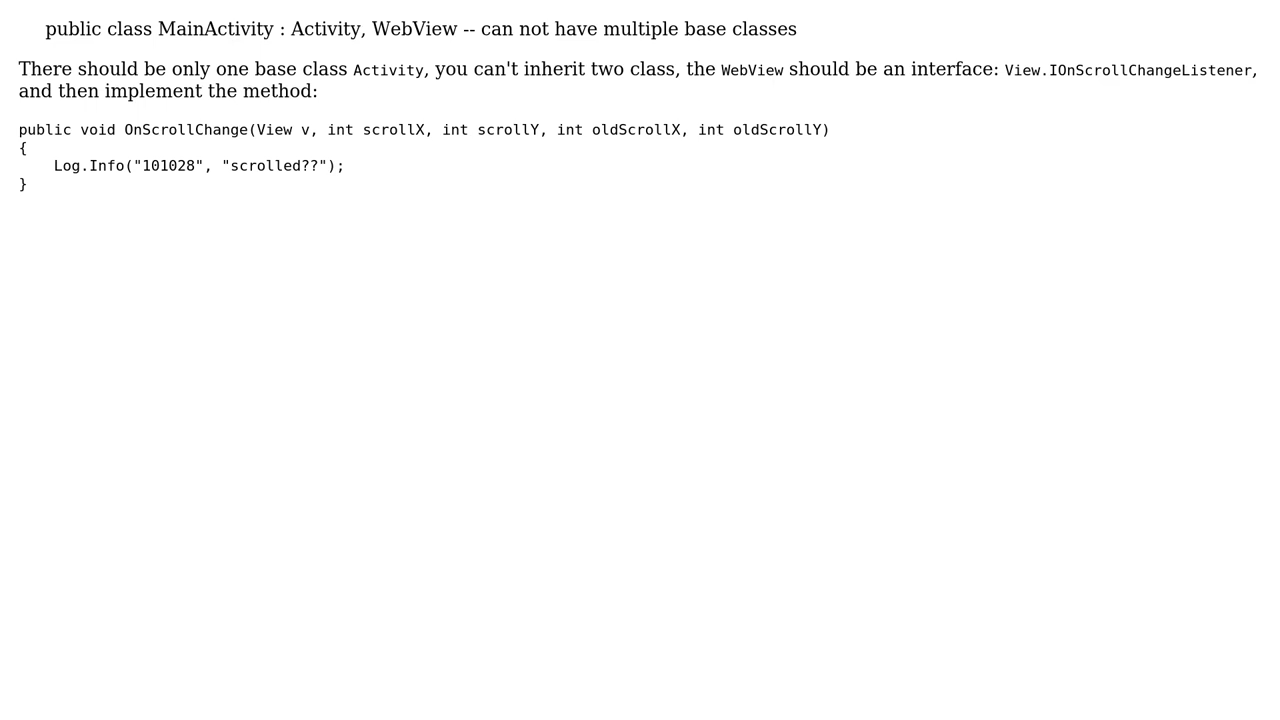 public class MainActivity : Activity, WebView -- can not have multiple base classes
There should be only one base class Activity, you can't inherit two class, the WebView should be an interface: View.IOnScrollChangeListener,
and then implement the method:
public void OnScrollChange(View v, int scrollX, int scrollY, int oldScrollX, int oldScrollY)
{
    Log.Info("101028", "scrolled??");
}